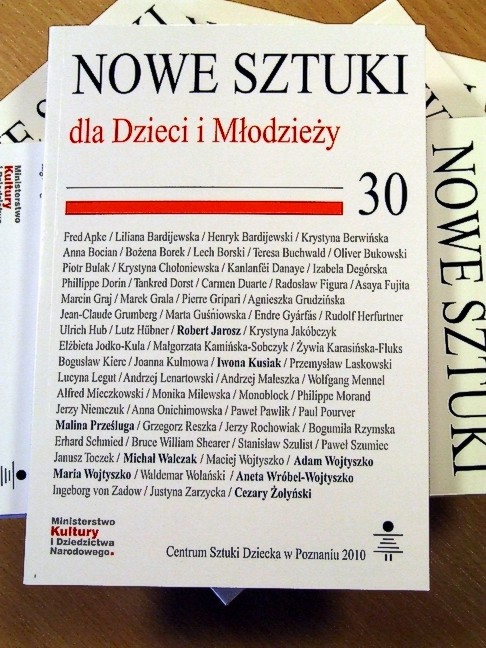 NOWE SZTUKI
dla Dzieci i Młodzieży
30
Fred Apke / Liliana Bardijewska / Henryk Bardijewski / Krystyna Berwińska
Anna Bocian / Bożena Borek / Lech Borski / Teresa Buchwald / Oliver Bukowski
Piotr Bulak / Krystyna Chołoniewska / Kanlanféi Danaye / Izabela Degórska
Phillippe Dorin / Tankred Dorst / Carmen Duarte / Radosław Figura / Asaya Fujita
Marcin Graj / Marek Grala / Pierre Gripari / Agnieszka Grudzińska
Jean-Claude Grumberg / Marta Guśniowska / Endre Gyárfás / Rudolf Herfurtner
Ulrich Hub / Lutz Hübner / Robert Jarosz / Krystyna Jakóbczyk
Elżbieta Jodko-Kula / Małgorzata Kamińska-Sobczyk / Żywia Karasińska-Fluks
Bogusław Kierc / Joanna Kulmowa / Iwona Kusiak / Przemysław Laskowski
Lucyna Legut / Andrzej Lenartowski / Andrzej Maleszka / Wolfgang Mennel
Alfred Mieczkowski / Monika Milewska / Monoblock / Philippe Morand
Jerzy Niemczuk / Anna Onichimowska / Paweł Pawlik / Paul Pourver
Malina Prześluga / Grzegorz Reszka / Jerzy Rochowiak / Bogumiła Rzymska
Erhard Schmied / Bruce William Shearer / Stanisław Szulist / Paweł Szumiec
Janusz Toczek / Michał Walczak / Maciej Wojtyszko / Adam Wojtyszko
Maria Wojtyszko / Waldemar Wolański / Aneta Wróbel-Wojtyszko
Ingeborg von Zadow / Justyna Zarzycka / Cezary Żołyński
Ministerstwo
Kultury
i Dziedzictwa
Narodowego.
Centrum Sztuki Dziecka w Poznaniu 2010
Ministerstwo
Kultury
i Dziedzictwa
NOWE SZTUKI